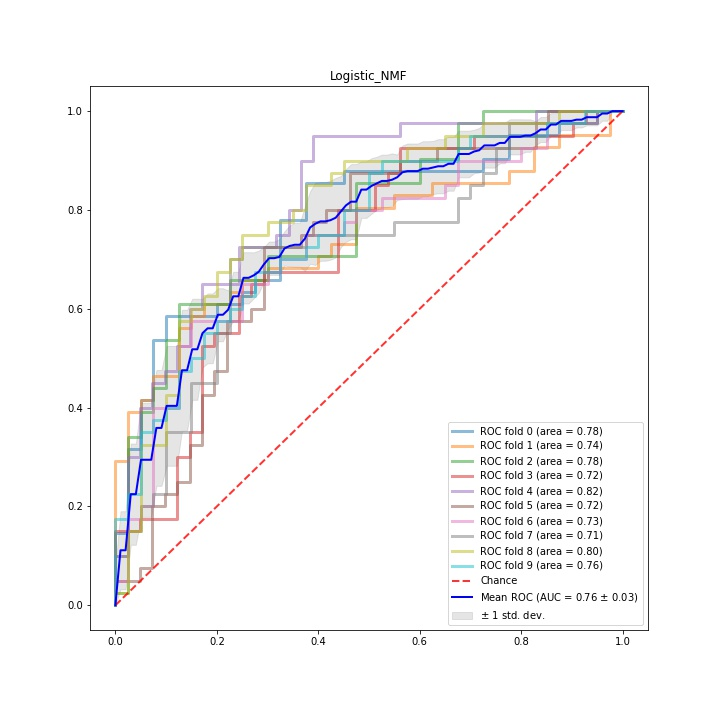 Logistic_NMF
1.0
0.8
0.6
0.4
0.2
0.0
ROC fold 0 (area = 0.78)
ROC fold 1 (area = 0.74)
ROC fold 2 (area = 0.78)
ROC fold 3 (area = 0.72)
ROC fold 4 (area = 0.82)
ROC fold 5 (area = 0.72)
ROC fold 6 (area = 0.73)
ROC fold 7 (area = 0.71)
ROC fold 8 (area = 0.80)
ROC fold 9 (area = 0.76)
Chance
Mean ROC (AUC = 0.76 ± 0.03)
± 1 std. dev.
0.0 0.2 0.4 0.6 0.8 1.0